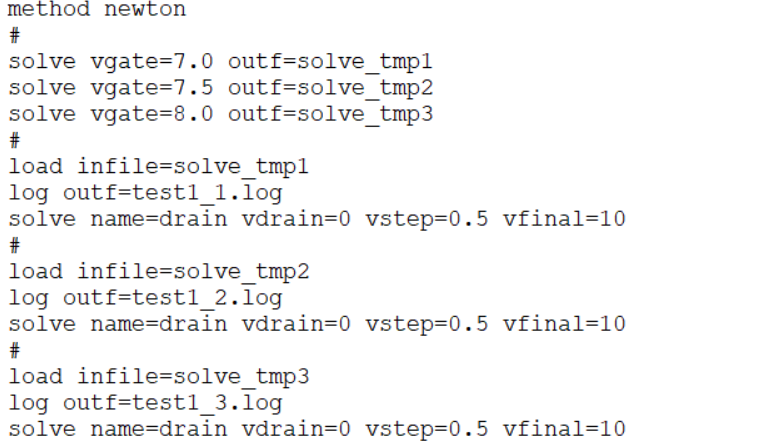 method newton
#
solve vgate=7.0 outf=solve_tmp1
solve vgate=7.5 outf=solve_tmp2
solve vgate=8.0 outf=solve_tmp3
#
load infile=solve_tmp1
log outf=test1_1.log
solve name=drain vdrain=0 vstep=0.5 vfinal=10
#
load infile=solve_tmp2
log outf=test1_2.log
solve name=drain vdrain=0 vstep=0.5 vfinal=10
#
load infile=solve_tmp3
log outf=test1_3.log
solve name=drain vdrain=0 vstep=0.5 vfinal=10